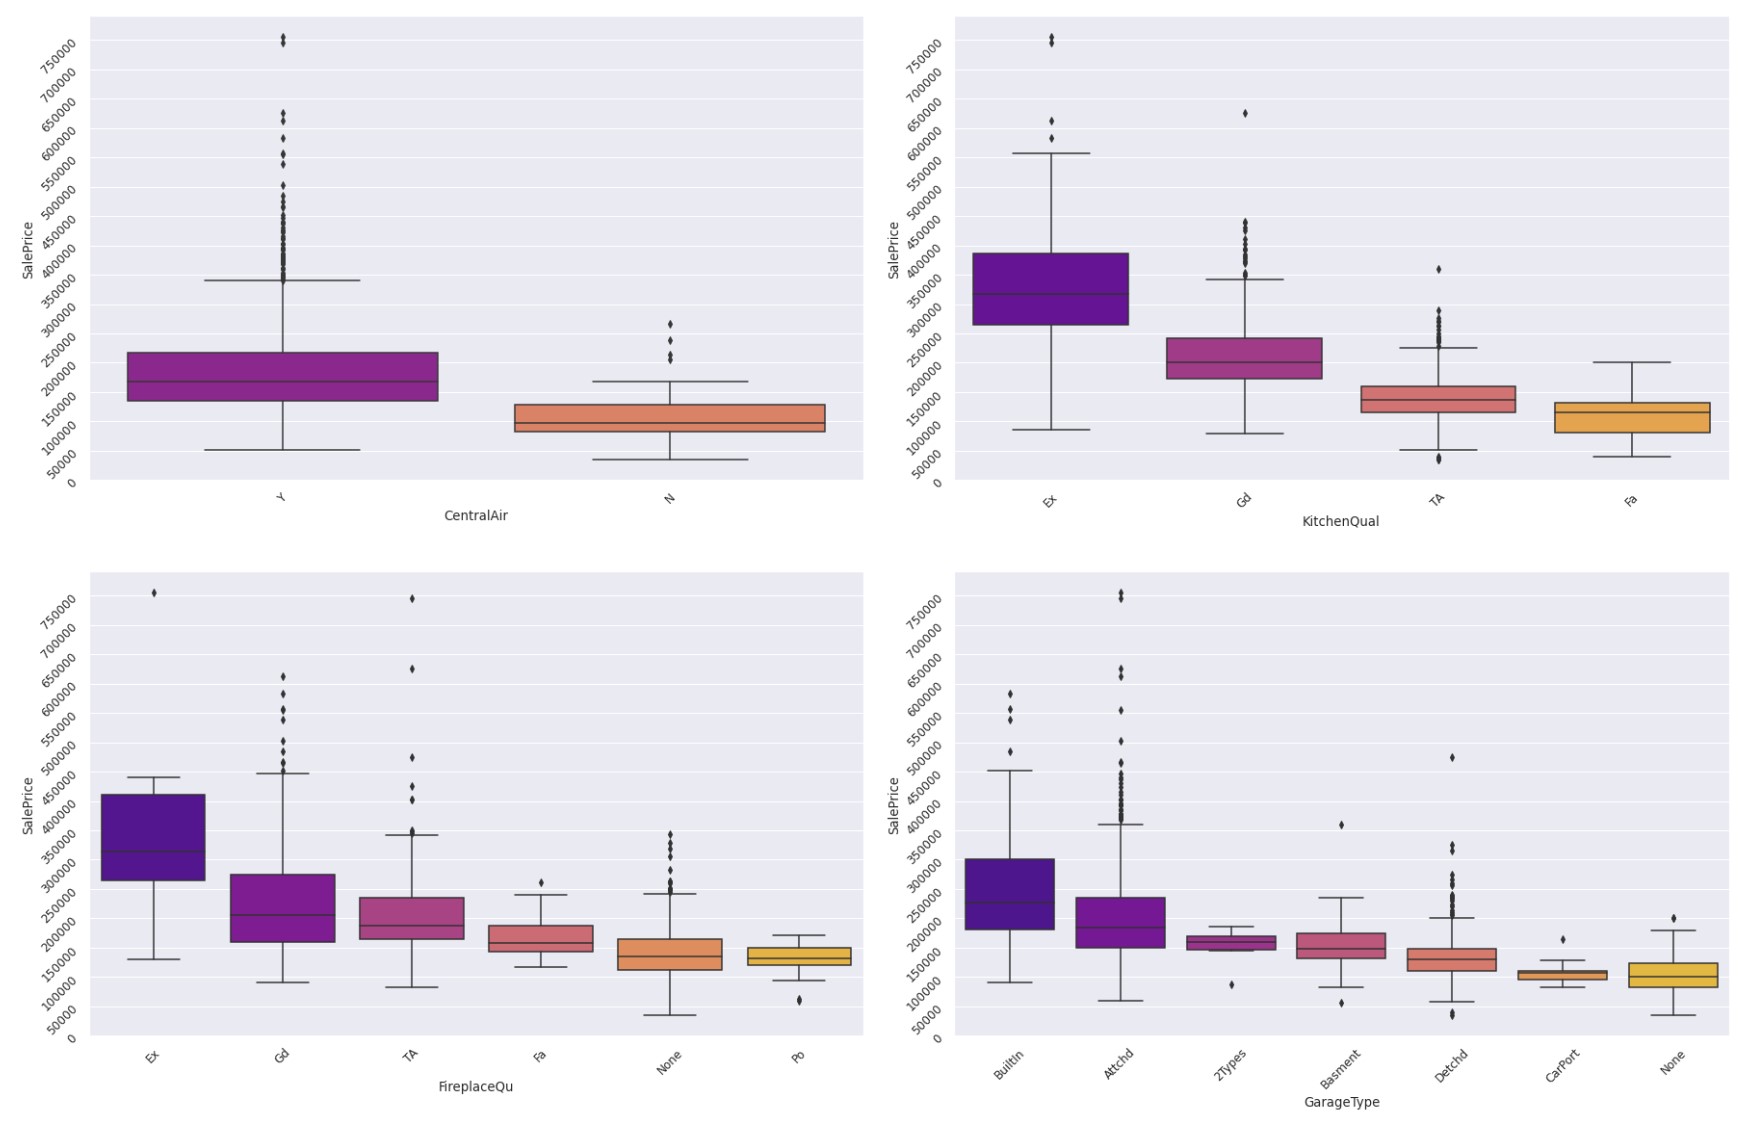 750000
700000
650000
600000
550000
500000
450000
400000
350000
300000
250000
200000
150000
100000
50000
0
SalePrice
Y
N
CentralAir
750000
700000
650000
600000
550000
500000
450000
400000
350000
300000
250000
200000
150000
100000
50000
0
SalePrice
Ex
Gd
TA
Fa
KitchenQual
750000
700000
650000
600000
550000
500000
450000
400000
350000
300000
250000
200000
150000
100000
50000
0
SalePrice
Ex
Gd
TA
Fa
None
Po
FireplaceQu
750000
700000
650000
600000
550000
500000
450000
400000
350000
300000
250000
200000
150000
100000
50000
0
SalePrice
BuiltIn
Attchd
2Types
Basment
Detchd
CarPort
None
GarageType